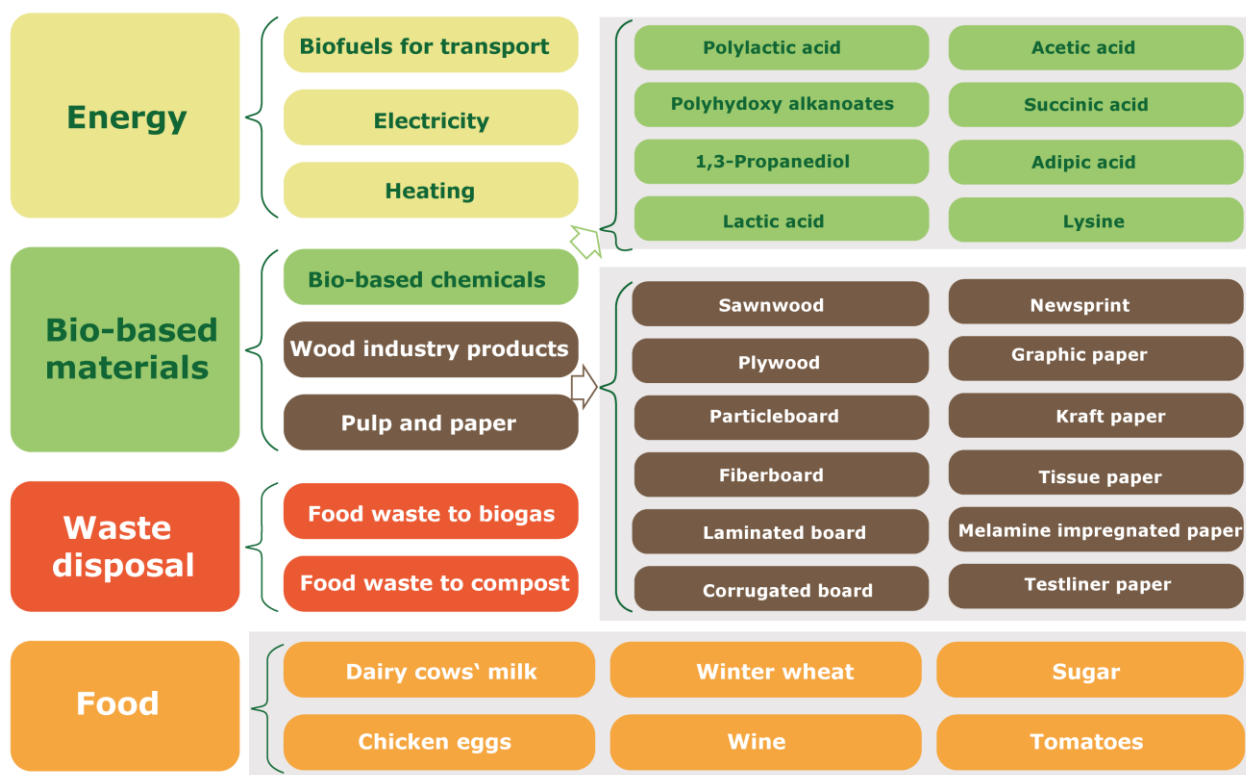 Energy
Biofuels for transport
Electricity
Heating
Polylactic acid
Acetic acid
Polyhydoxy alkanoates
Succinic acid
1,3-Propanediol
Adipic acid
Lactic acid
Lysine
Bio-based
materials
Bio-based chemicals
Wood industry products
Pulp and paper
Sawnwood
Newsprint
Plywood
Graphic paper
Particleboard
Kraft paper
Fiberboard
Tissue paper
Laminated board
Melamine impregnated paper
Corrugated board
Testliner paper
Waste
disposal
Food waste to biogas
Food waste to compost
Food
Dairy cows‛ milk
Winter wheat
Sugar
Chicken eggs
Wine
Tomatoes